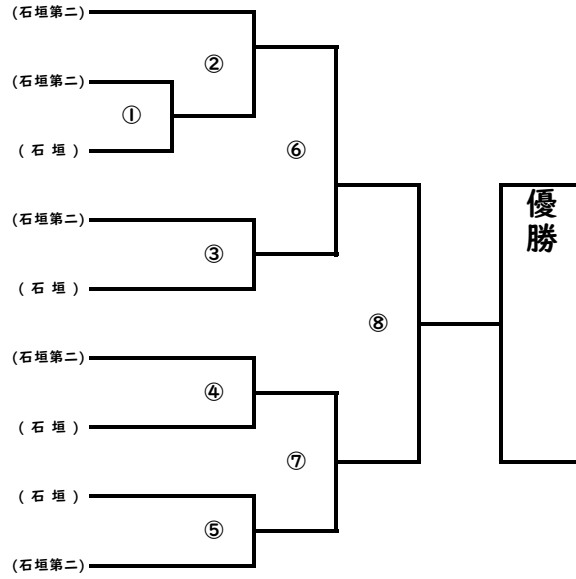 (石垣第二)
②
(石垣第二)
①
(石垣)
⑥
(石垣第二)
③
(石垣)
⑧
優勝
(石垣第二)
④
(石垣)
⑦
(石垣)
⑤
(石垣第二)